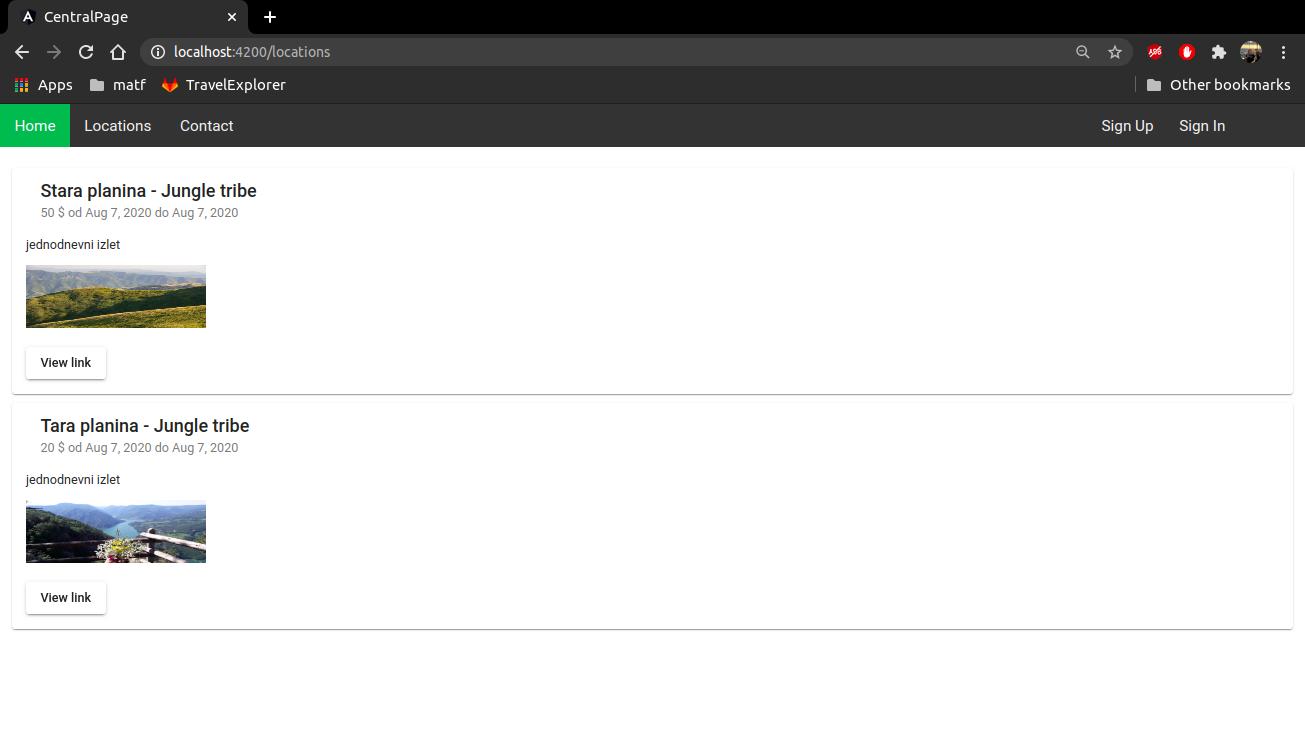 CentralPage
localhost:4200/locations
Apps matf TravelExplorer Other bookmarks
Home Locations Contact Sign Up Sign In
Stara planina - Jungle tribe
50 $ od Aug 7, 2020 do Aug 7, 2020
jednodnevni izlet
View link
Tara planina - Jungle tribe
20 $ od Aug 7, 2020 do Aug 7, 2020
jednodnevni izlet
View link